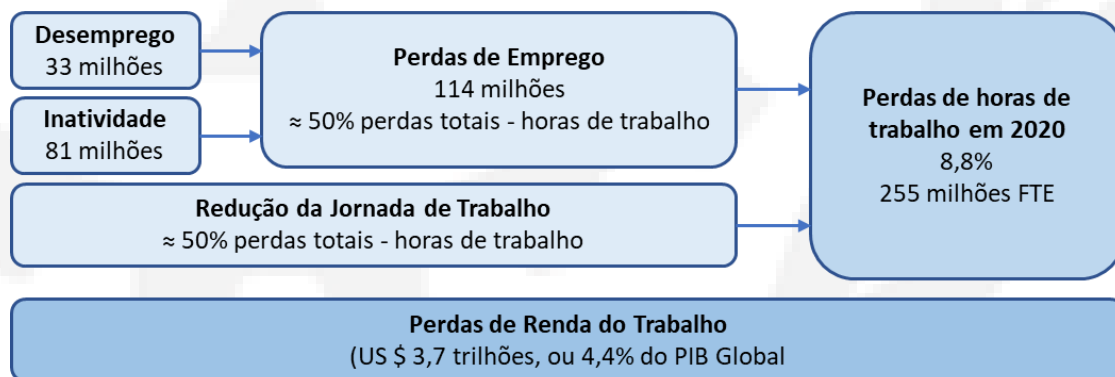 Desemprego
33 milhões
Inatividade
81 milhões
Perdas de Emprego
114 milhões
≈ 50% perdas totais - horas de trabalho
Redução da Jornada de Trabalho
≈ 50% perdas totais - horas de trabalho
Perdas de horas de
trabalho em 2020
8,8%
255 milhões FTE
Perdas de Renda do Trabalho
(US $ 3,7 trilhões, ou 4,4% do PIB Global